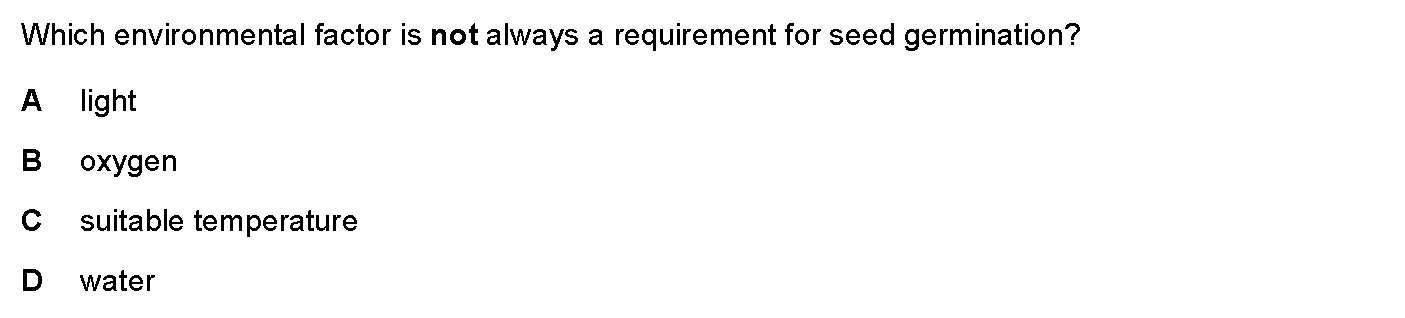 Which environmental factor is not always a requirement for seed germination?
A light
B oxygen
C suitable temperature
D water